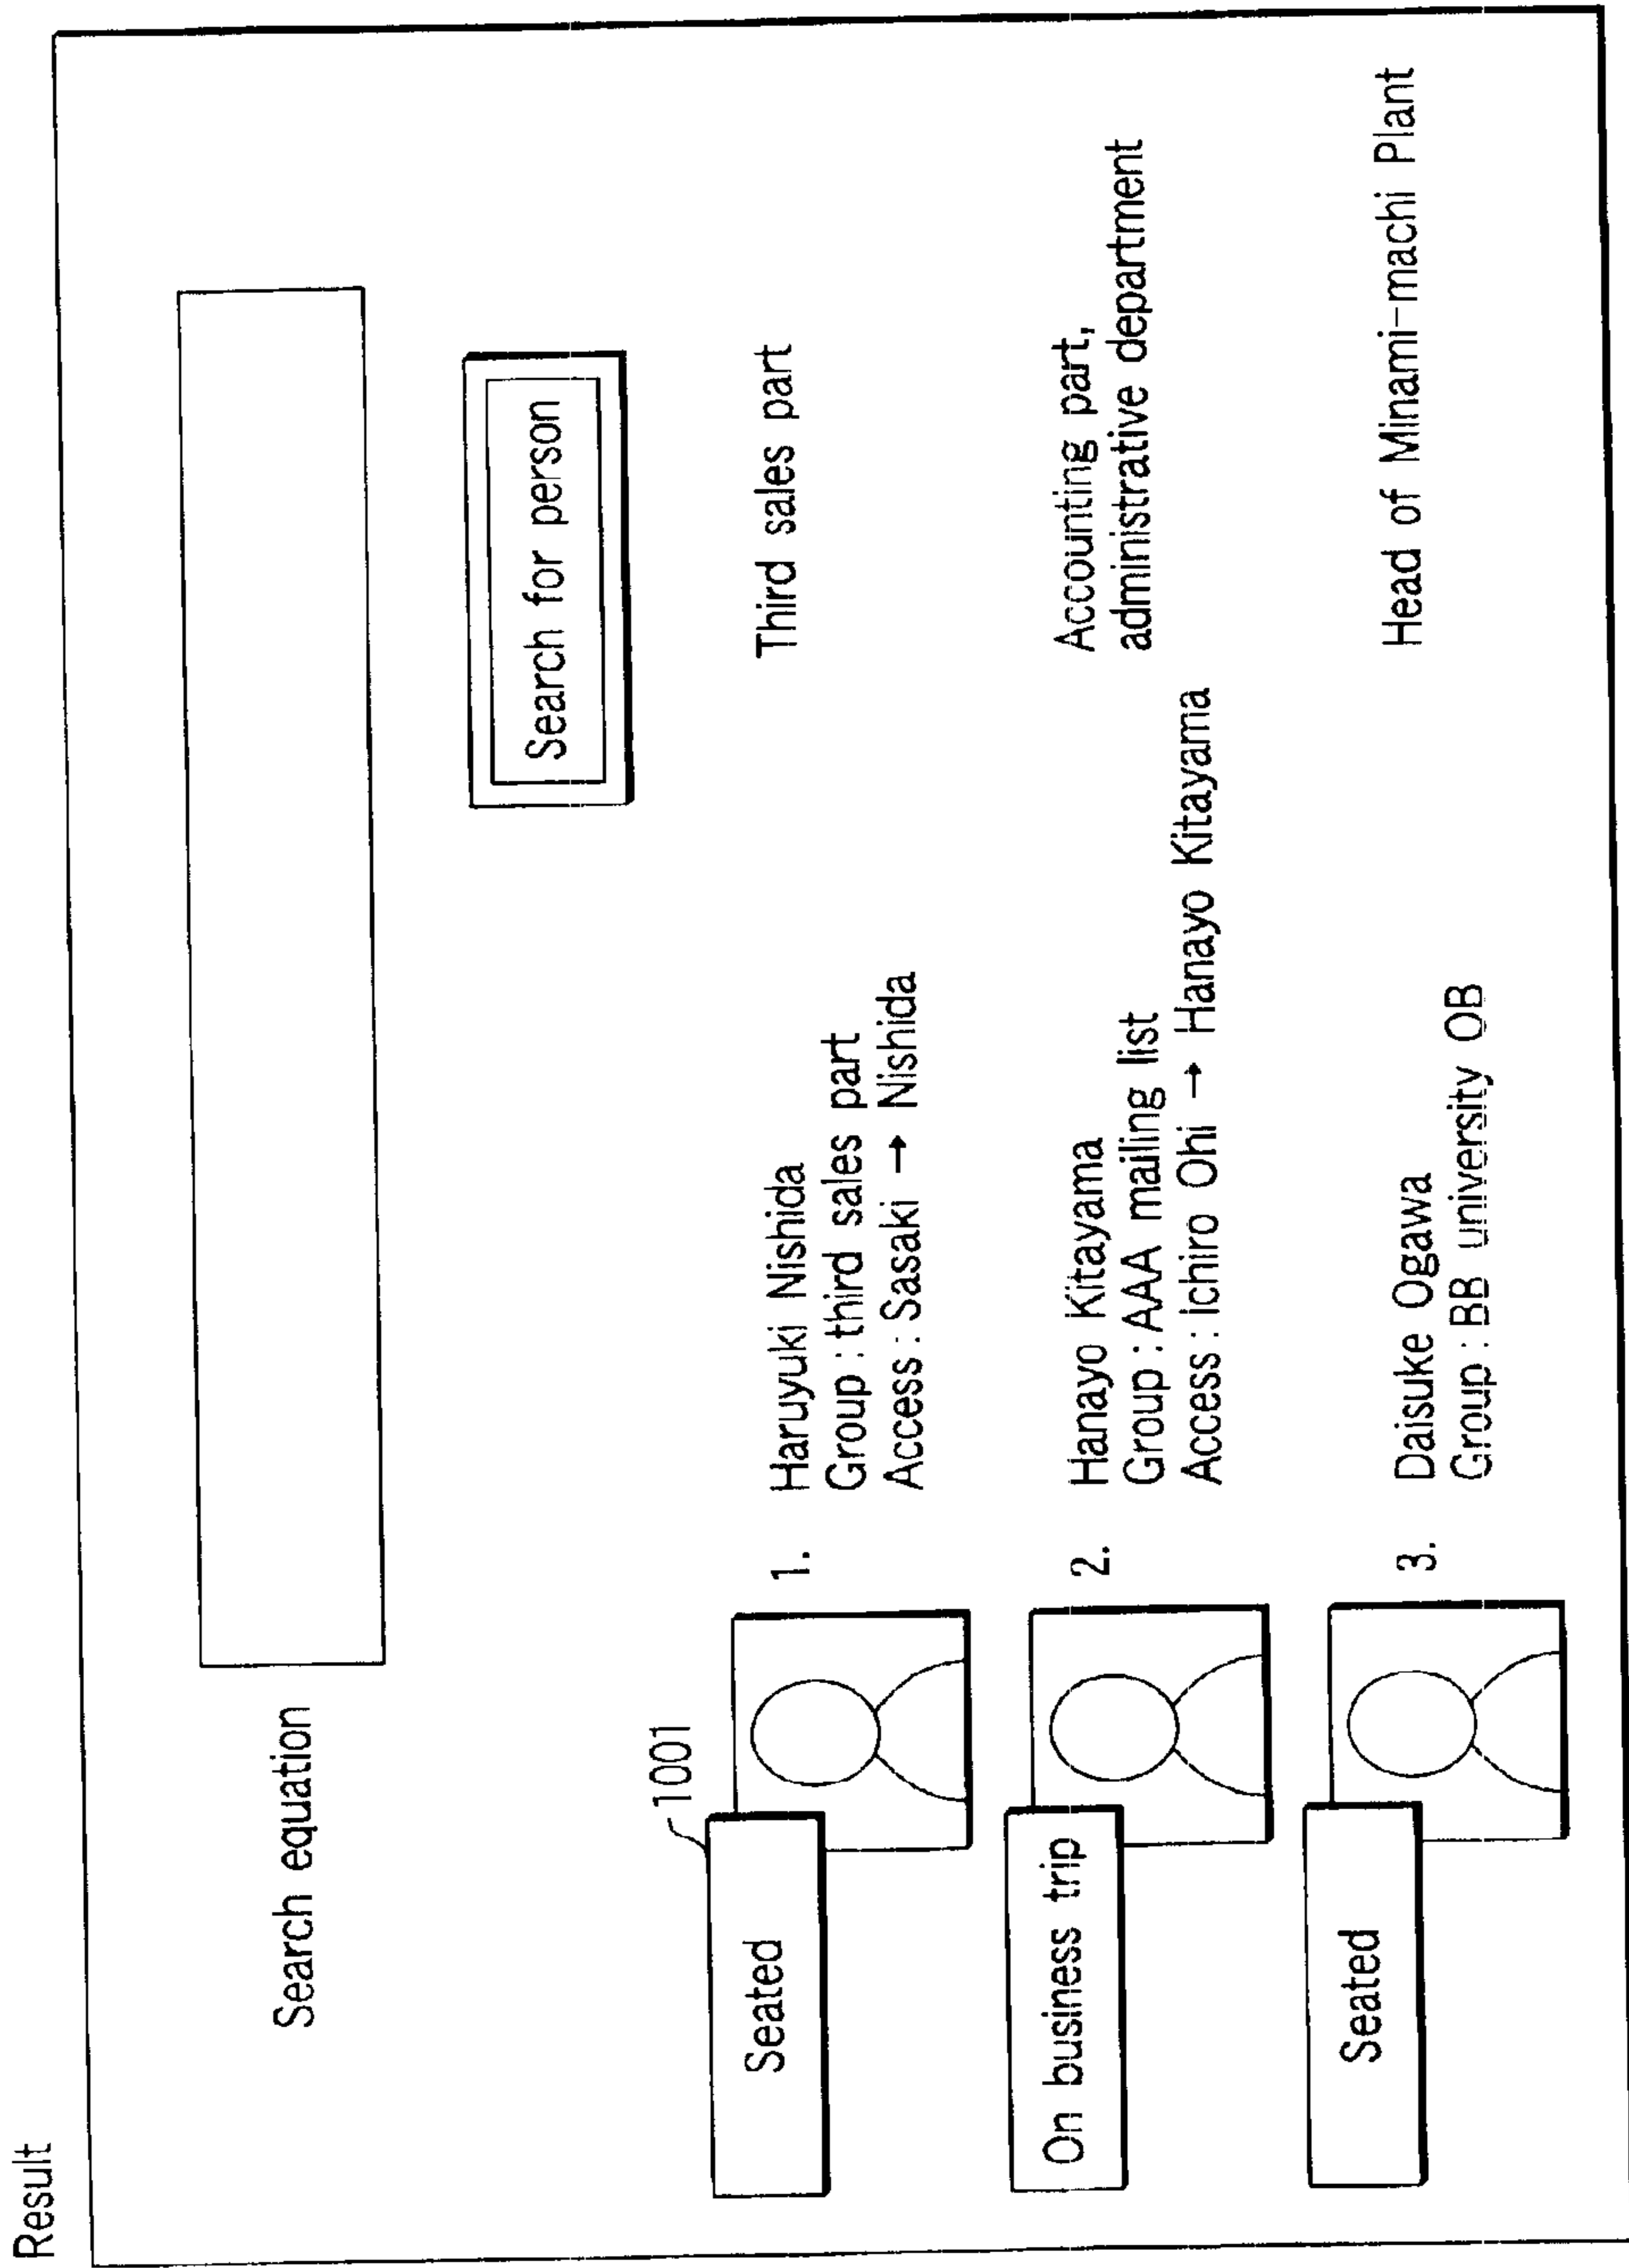 Result
Search equation
Search for person
1001
Seated
1. Haruyuki Nishida
Group : third sales part
Access : Sasaki → Nishida
Third sales part
On business trip
2. Hanayo Kitayama
Group : AAA mailing list
Access : Ichiro Ohi → Hanayo Kitayama
Accounting part,
administrative department
Seated
3. Daisuke Ogawa
Group : BB university OB
Head of Minami-machi Plant